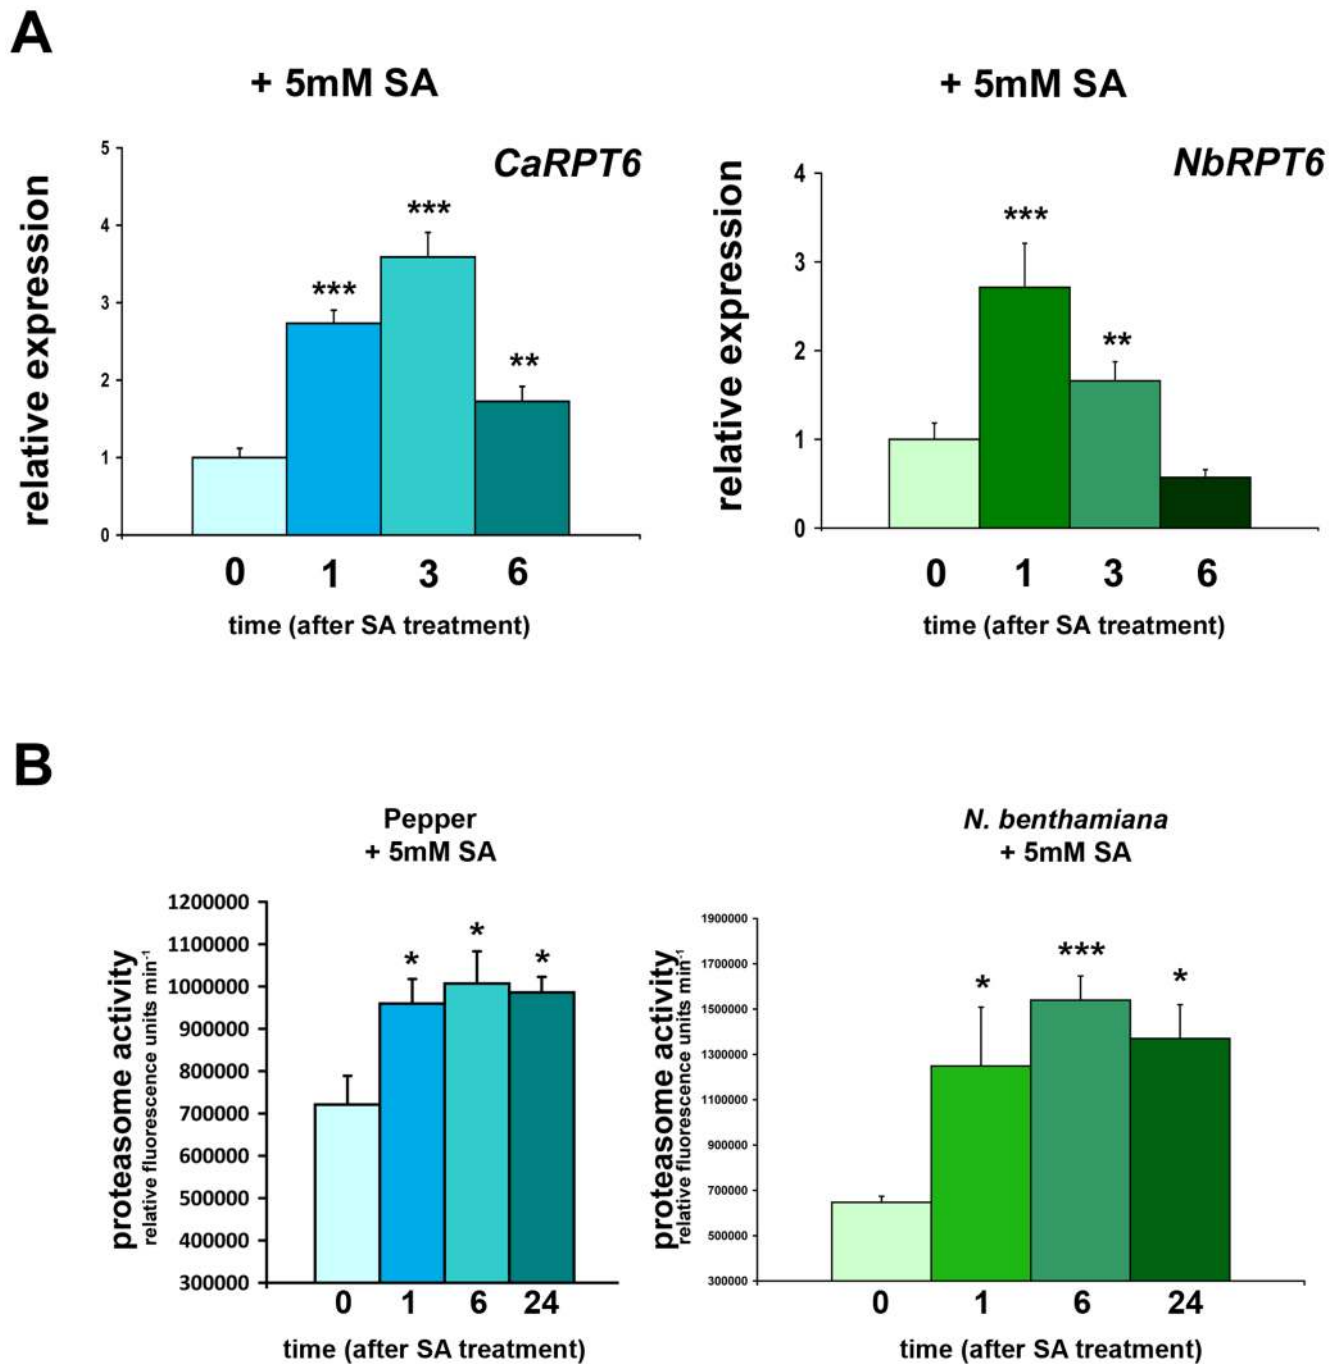 A
+ 5mM SA
CaRPT6
relative expression
5
4
3
2
1
0
***
***
**
0 1 3 6
time (after SA treatment)
+ 5mM SA
NbRPT6
relative expression
4
3
2
1
0
***
**
0 1 3 6
time (after SA treatment)
B
Pepper
+ 5mM SA
proteasome activity
relative fluorescence units min⁻¹
1200000
1100000
1000000
900000
800000
700000
600000
500000
400000
300000
*
*
*
0 1 6 24
time (after SA treatment)
N. benthamiana
+ 5mM SA
proteasome activity
relative fluorescence units min⁻¹
1900000
1700000
1500000
1300000
1100000
900000
700000
500000
300000
*
***
*
0 1 6 24
time (after SA treatment)